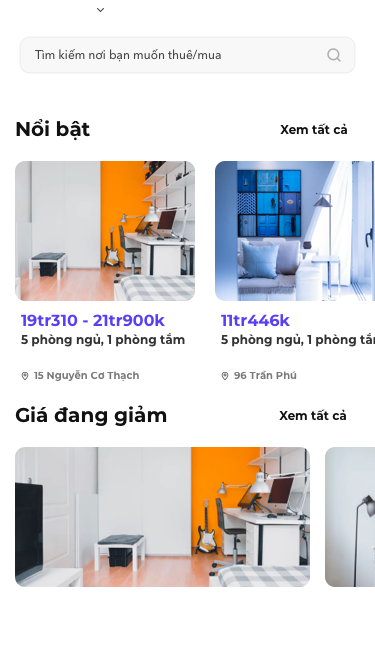 Tìm kiếm nơi bạn muốn thuê/mua
Nổi bật
Xem tất cả
19tr310 - 21tr900k
5 phòng ngủ, 1 phòng tắm
15 Nguyễn Cơ Thạch
11tr446k
5 phòng ngủ, 1 phòng tắ
96 Trần Phú
Giá đang giảm
Xem tất cả